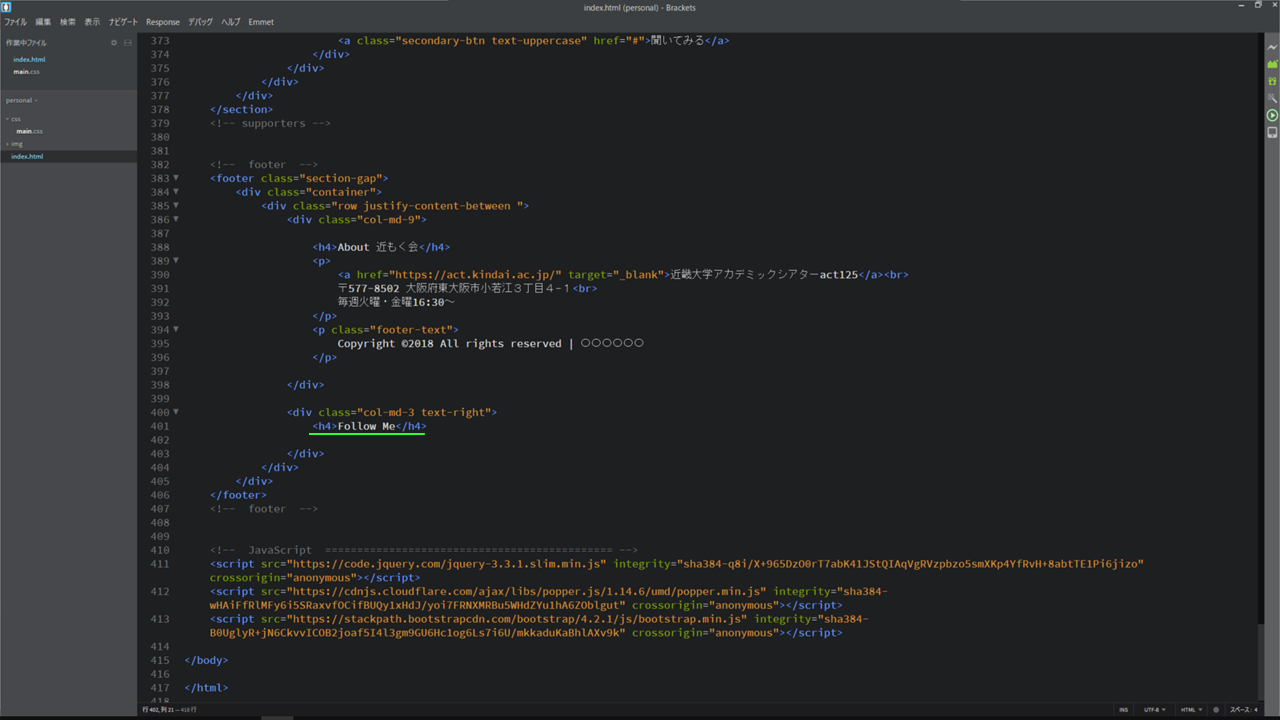 index.html (personal) - Brackets
ファイル 編集 検索 表示 ナビゲート Response デバッグ ヘルプ Emmet
作業中ファイル
index.html
main.css
personal
css
main.css
img
index.html
373 <a class="secondary-btn text-uppercase" href="#">聞いてみる</a>
374 </div>
375 </div>
376 </div>
377 </div>
378 </section>
379 <!-- supporters -->
380
381
382 <!--  footer  -->
383 <footer class="section-gap">
384 <div class="container">
385 <div class="row justify-content-between ">
386 <div class="col-md-9">
387
388 <h4>About 近もく会</h4>
389 <p>
390 <a href="https://act.kindai.ac.jp/" target="_blank">近畿大学アカデミックシアターact125</a><br>
391 〒577-8502 大阪府東大阪市小若江３丁目４−１<br>
392 毎週火曜・金曜16:30〜
393 </p>
394 <p class="footer-text">
395 Copyright ©2018 All rights reserved | 〇〇〇〇〇〇
396 </p>
397
398 </div>
399
400 <div class="col-md-3 text-right">
401 <h4>Follow Me</h4>
402
403 </div>
404 </div>
405 </div>
406 </footer>
407 <!--  footer  -->
408
409
410 <!--  JavaScript  ============================================= -->
411 <script src="https://code.jquery.com/jquery-3.3.1.slim.min.js" integrity="sha384-q8i/X+965DzO0rT7abK41JStQIAqVgRVzpbzo5smXKp4YfRvH+8abtTE1Pi6jizo"
crossorigin="anonymous"></script>
412 <script src="https://cdnjs.cloudflare.com/ajax/libs/popper.js/1.14.6/umd/popper.min.js" integrity="sha384-
wHAiFfRlMFy6i5SRaxvfOCifBUQy1xHdJ/yoi7FRNXMRBu5WHdZYu1hA6ZOblgut" crossorigin="anonymous"></script>
413 <script src="https://stackpath.bootstrapcdn.com/bootstrap/4.2.1/js/bootstrap.min.js" integrity="sha384-
B0UglyR+jN6CkvvICOB2joaf5I4l3gm9GU6Hc1og6Ls7i6U/mkkaduKaBhlAXv9k" crossorigin="anonymous"></script>
414
415 </body>
416
417 </html>
418
行 402, 列 21 — 418 行
INS UTF-8 HTML スペース: 4